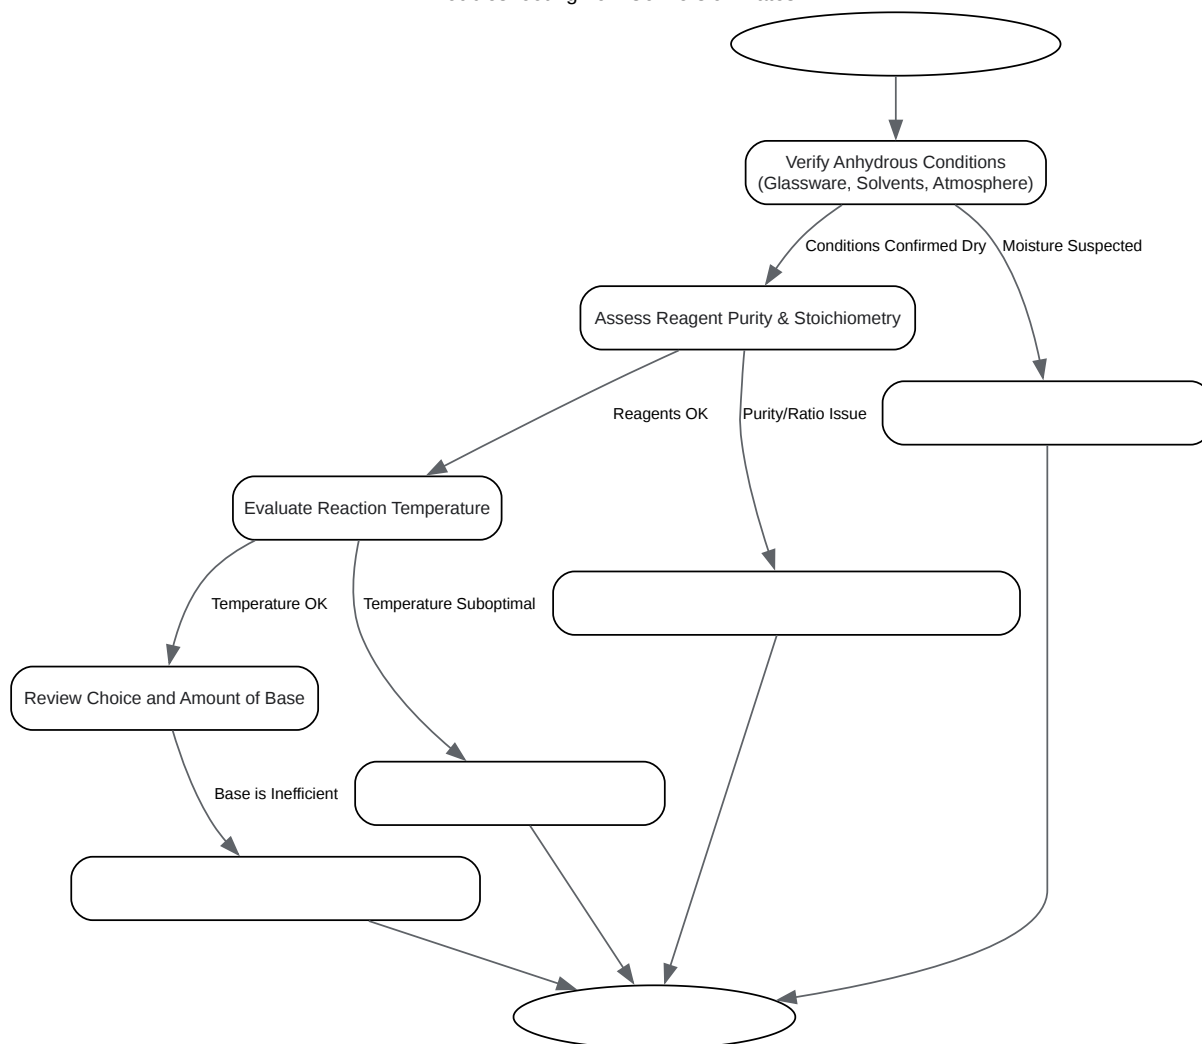 Verify Anhydrous Conditions
(Glassware, Solvents, Atmosphere)
Conditions Confirmed Dry
Moisture Suspected
Assess Reagent Purity & Stoichiometry
Reagents OK
Purity/Ratio Issue
Evaluate Reaction Temperature
Temperature OK
Temperature Suboptimal
Review Choice and Amount of Base
Base is Inefficient